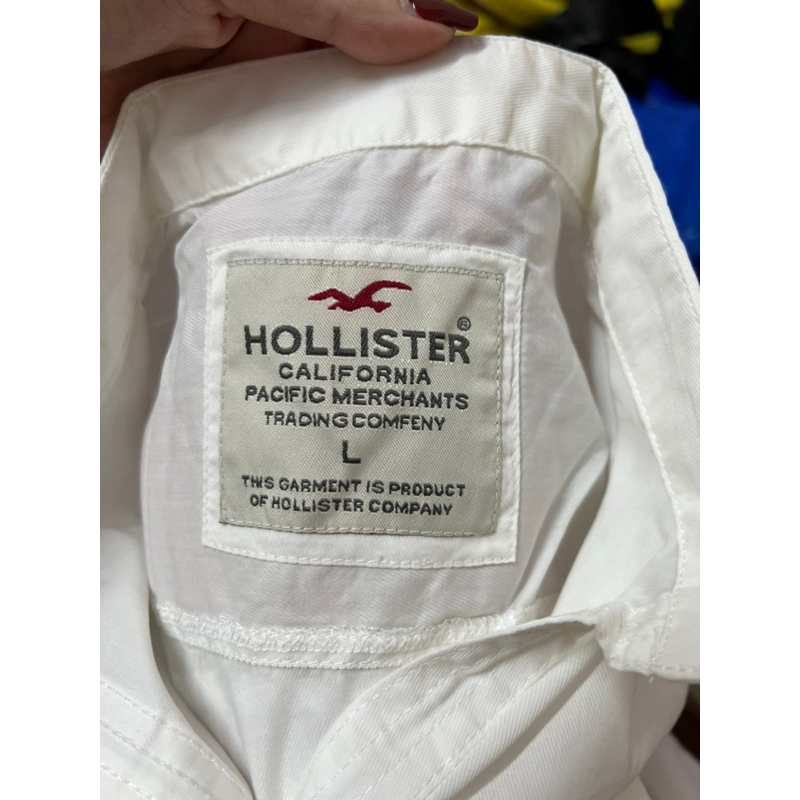 HOLLISTER®
CALIFORNIA
PACIFIC MERCHANTS
TRADING COMFENY
L
THIS GARMENT IS PRODUCT
OF HOLLISTER COMPANY